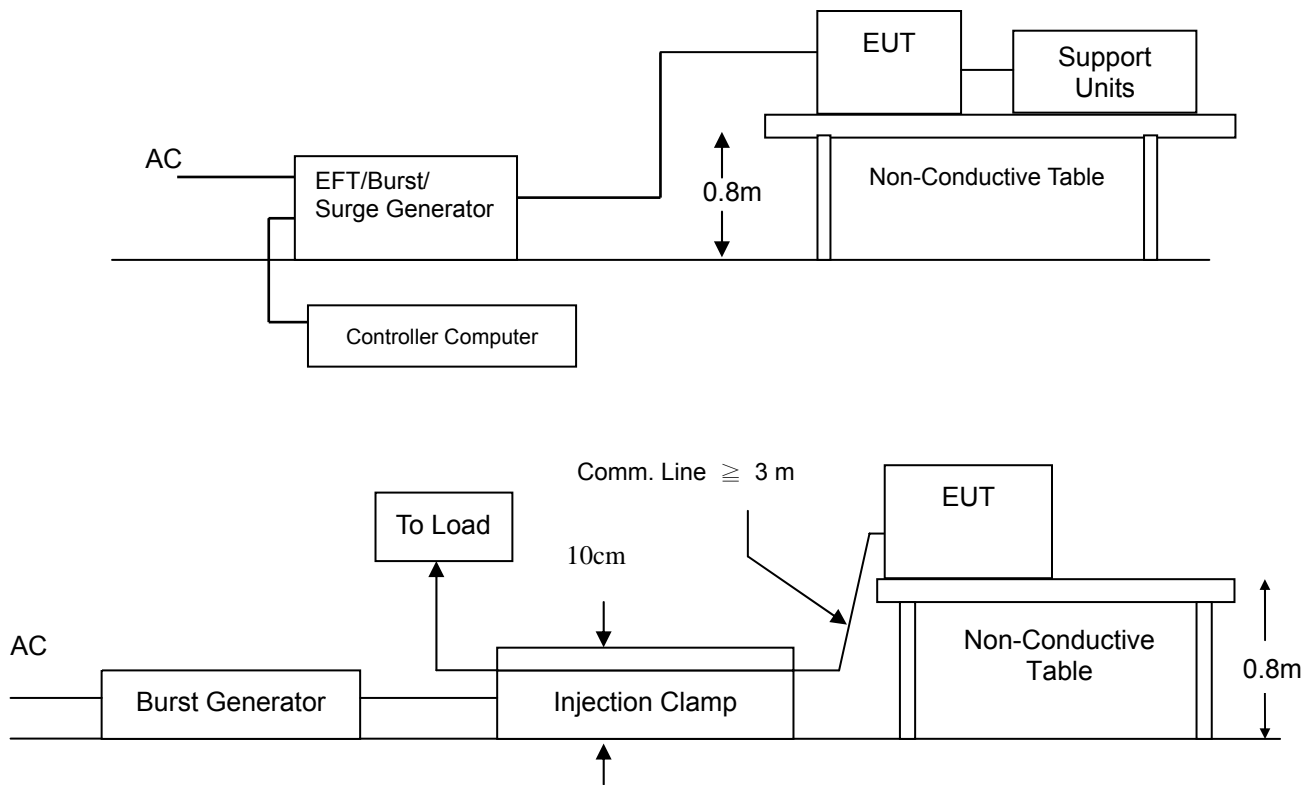 EUT
Support
Units
AC
EFT/Burst/
Surge Generator
0.8m
Non-Conductive Table
Controller Computer
Comm. Line ≧ 3 m
EUT
To Load
10cm
AC
Burst Generator
Injection Clamp
Non-Conductive
Table
0.8m